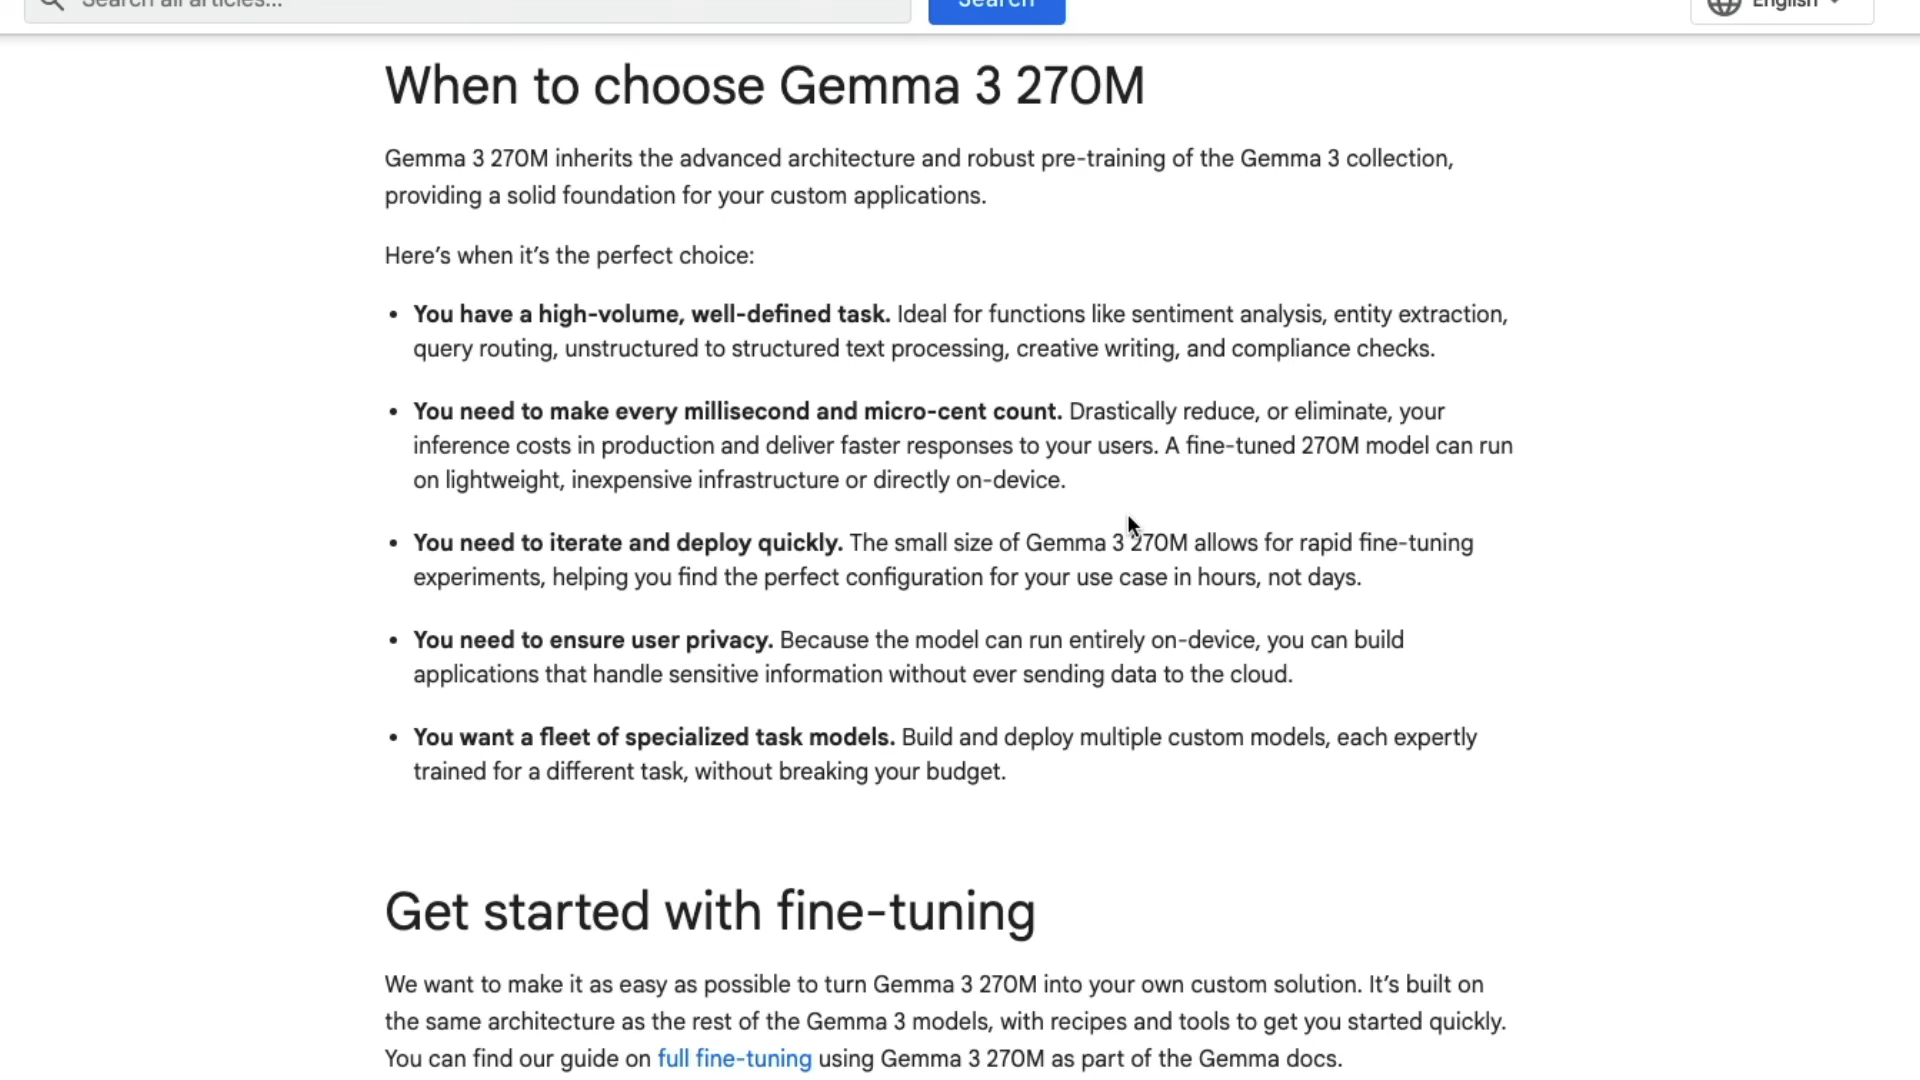 Search all articles...
Search
English
When to choose Gemma 3 270M
Gemma 3 270M inherits the advanced architecture and robust pre-training of the Gemma 3 collection,
providing a solid foundation for your custom applications.
Here’s when it’s the perfect choice:
• You have a high-volume, well-defined task. Ideal for functions like sentiment analysis, entity extraction,
query routing, unstructured to structured text processing, creative writing, and compliance checks.
• You need to make every millisecond and micro-cent count. Drastically reduce, or eliminate, your
inference costs in production and deliver faster responses to your users. A fine-tuned 270M model can run
on lightweight, inexpensive infrastructure or directly on-device.
• You need to iterate and deploy quickly. The small size of Gemma 3 270M allows for rapid fine-tuning
experiments, helping you find the perfect configuration for your use case in hours, not days.
• You need to ensure user privacy. Because the model can run entirely on-device, you can build
applications that handle sensitive information without ever sending data to the cloud.
• You want a fleet of specialized task models. Build and deploy multiple custom models, each expertly
trained for a different task, without breaking your budget.
Get started with fine-tuning
We want to make it as easy as possible to turn Gemma 3 270M into your own custom solution. It’s built on
the same architecture as the rest of the Gemma 3 models, with recipes and tools to get you started quickly.
You can find our guide on full fine-tuning using Gemma 3 270M as part of the Gemma docs.